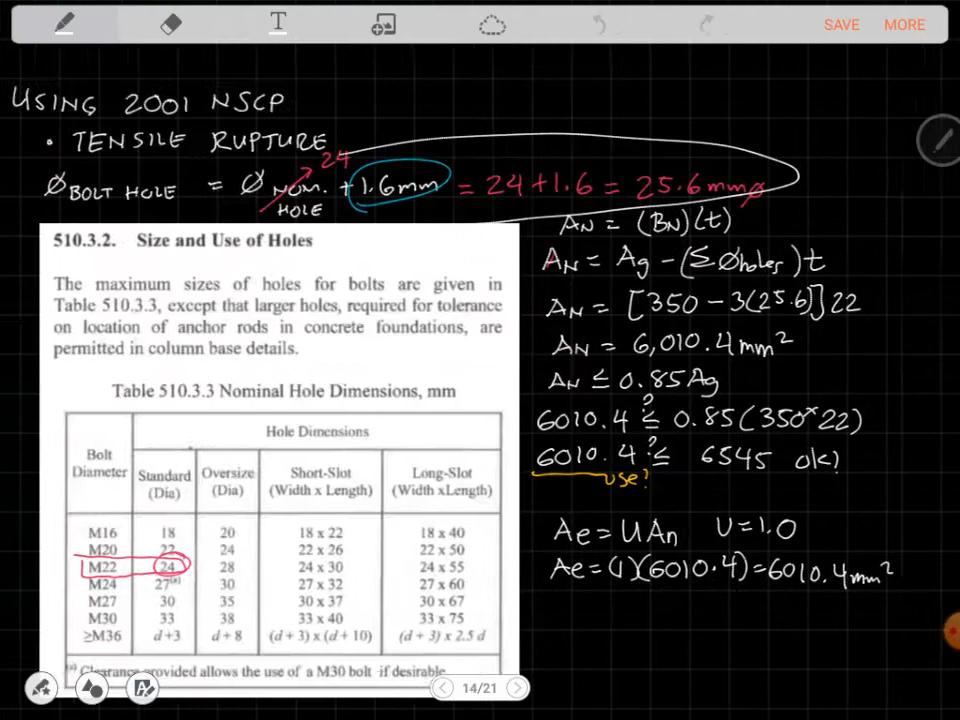 T
SAVE
MORE
USING 2001 NSCP
• TENSILE RUPTURE
24
Ø BOLT HOLE = Ø NOM. HOLE + 1.6mm = 24 + 1.6 = 25.6mmø
AN = (BN)(t)
AN = Ag - (Σ Øholes) t
AN = [350 - 3(25.6)] 22
AN = 6,010.4 mm²
AN ≤ 0.85Ag
6010.4 ≤? 0.85(350×22)
6010.4 ≤? 6545 ok?
use?
Ae = UAn U = 1.0
Ae = (1)(6010.4) = 6010.4mm²
510.3.2. Size and Use of Holes
The maximum sizes of holes for bolts are given in
Table 510.3.3, except that larger holes, required for tolerance
on location of anchor rods in concrete foundations, are
permitted in column base details.
Table 510.3.3 Nominal Hole Dimensions, mm
Bolt Diameter
Hole Dimensions
Standard (Dia) Oversize (Dia) Short-Slot (Width x Length) Long-Slot (Width xLength)
M16 18 20 18 x 22 18 x 40
M20 22 24 22 x 26 22 x 50
M22 24 28 24 x 30 24 x 55
M24 27(a) 30 27 x 32 27 x 60
M27 30 35 30 x 37 30 x 67
M30 33 38 33 x 40 33 x 75
≥M36 d+3 d + 8 (d + 3) x (d + 10) (d + 3) x 2.5 d
(a) Clearance provided allows the use of a M30 bolt if desirable
14/21